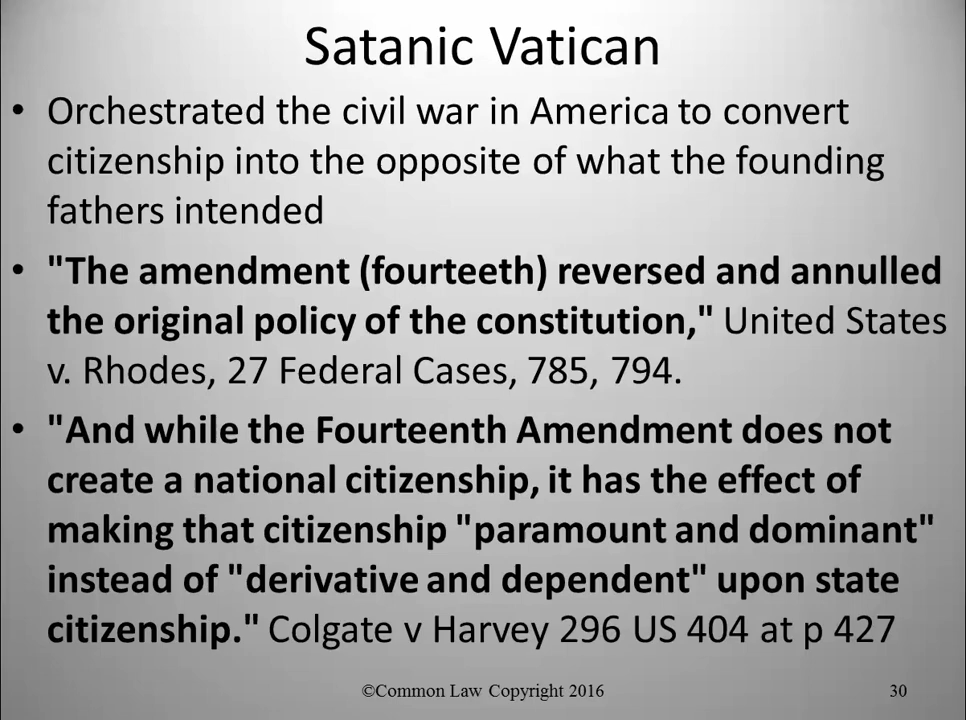 Satanic Vatican
• Orchestrated the civil war in America to convert
citizenship into the opposite of what the founding
fathers intended
• "The amendment (fourteeth) reversed and annulled
the original policy of the constitution," United States
v. Rhodes, 27 Federal Cases, 785, 794.
• "And while the Fourteenth Amendment does not
create a national citizenship, it has the effect of
making that citizenship "paramount and dominant"
instead of "derivative and dependent" upon state
citizenship." Colgate v Harvey 296 US 404 at p 427
©Common Law Copyright 2016
30